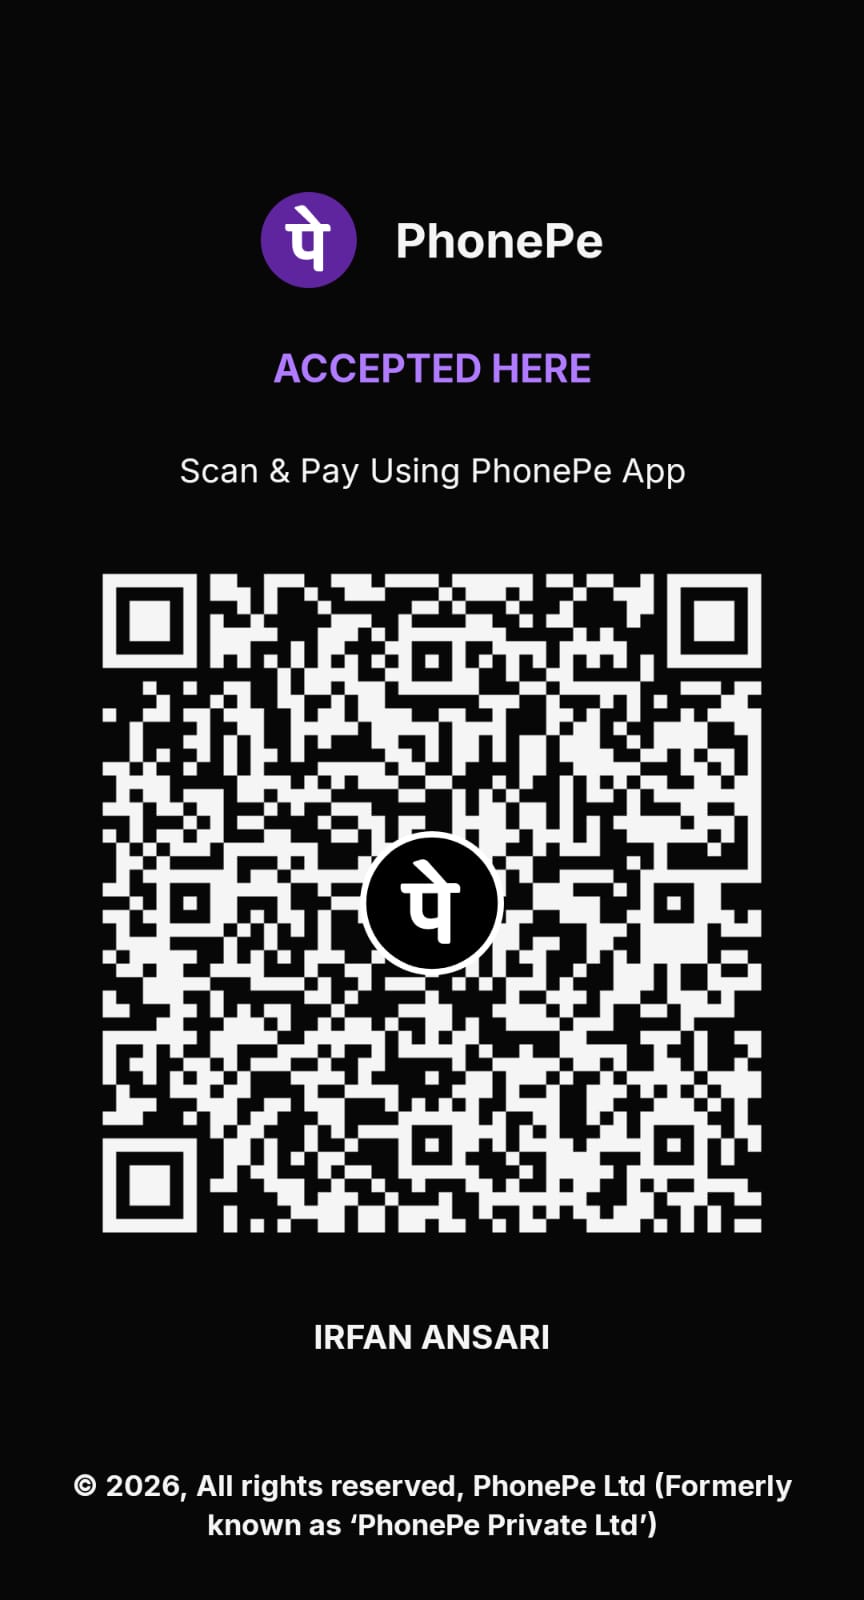 पे PhonePe
ACCEPTED HERE
Scan & Pay Using PhonePe App
पे
IRFAN ANSARI
© 2026, All rights reserved, PhonePe Ltd (Formerly
known as ‘PhonePe Private Ltd’)